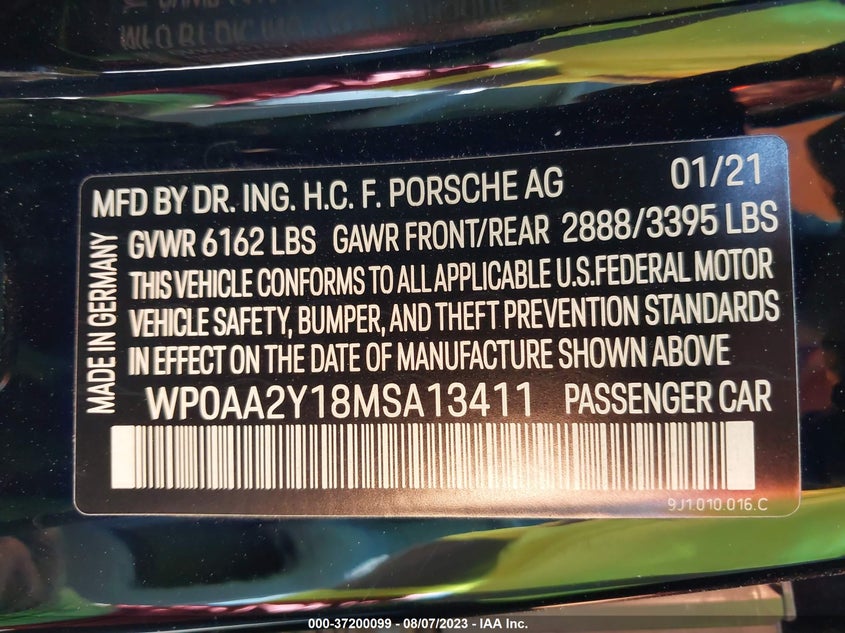 MFD BY DR. ING. H.C. F. PORSCHE AG 01/21
GVWR 6162 LBS GAWR FRONT/REAR 2888/3395 LBS
THIS VEHICLE CONFORMS TO ALL APPLICABLE U.S.FEDERAL MOTOR
VEHICLE SAFETY, BUMPER, AND THEFT PREVENTION STANDARDS
IN EFFECT ON THE DATE OF MANUFACTURE SHOWN ABOVE
MADE IN GERMANY
WP0AA2Y18MSA13411 PASSENGER CAR
9J1.010.016.C
000-37200099 - 08/07/2023 - IAA Inc.